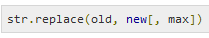 str.replace(old, new[, max])